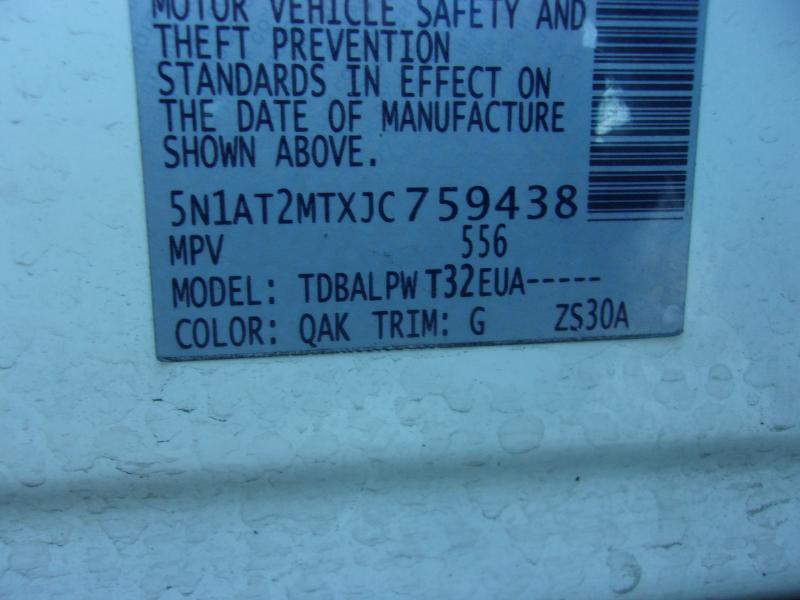 MOTOR VEHICLE SAFETY AND
THEFT PREVENTION
STANDARDS IN EFFECT ON
THE DATE OF MANUFACTURE
SHOWN ABOVE.
5N1AT2MTXJC759438
MPV 556
MODEL: TDBALPW T32EUA-----
COLOR: QAK TRIM: G ZS30A